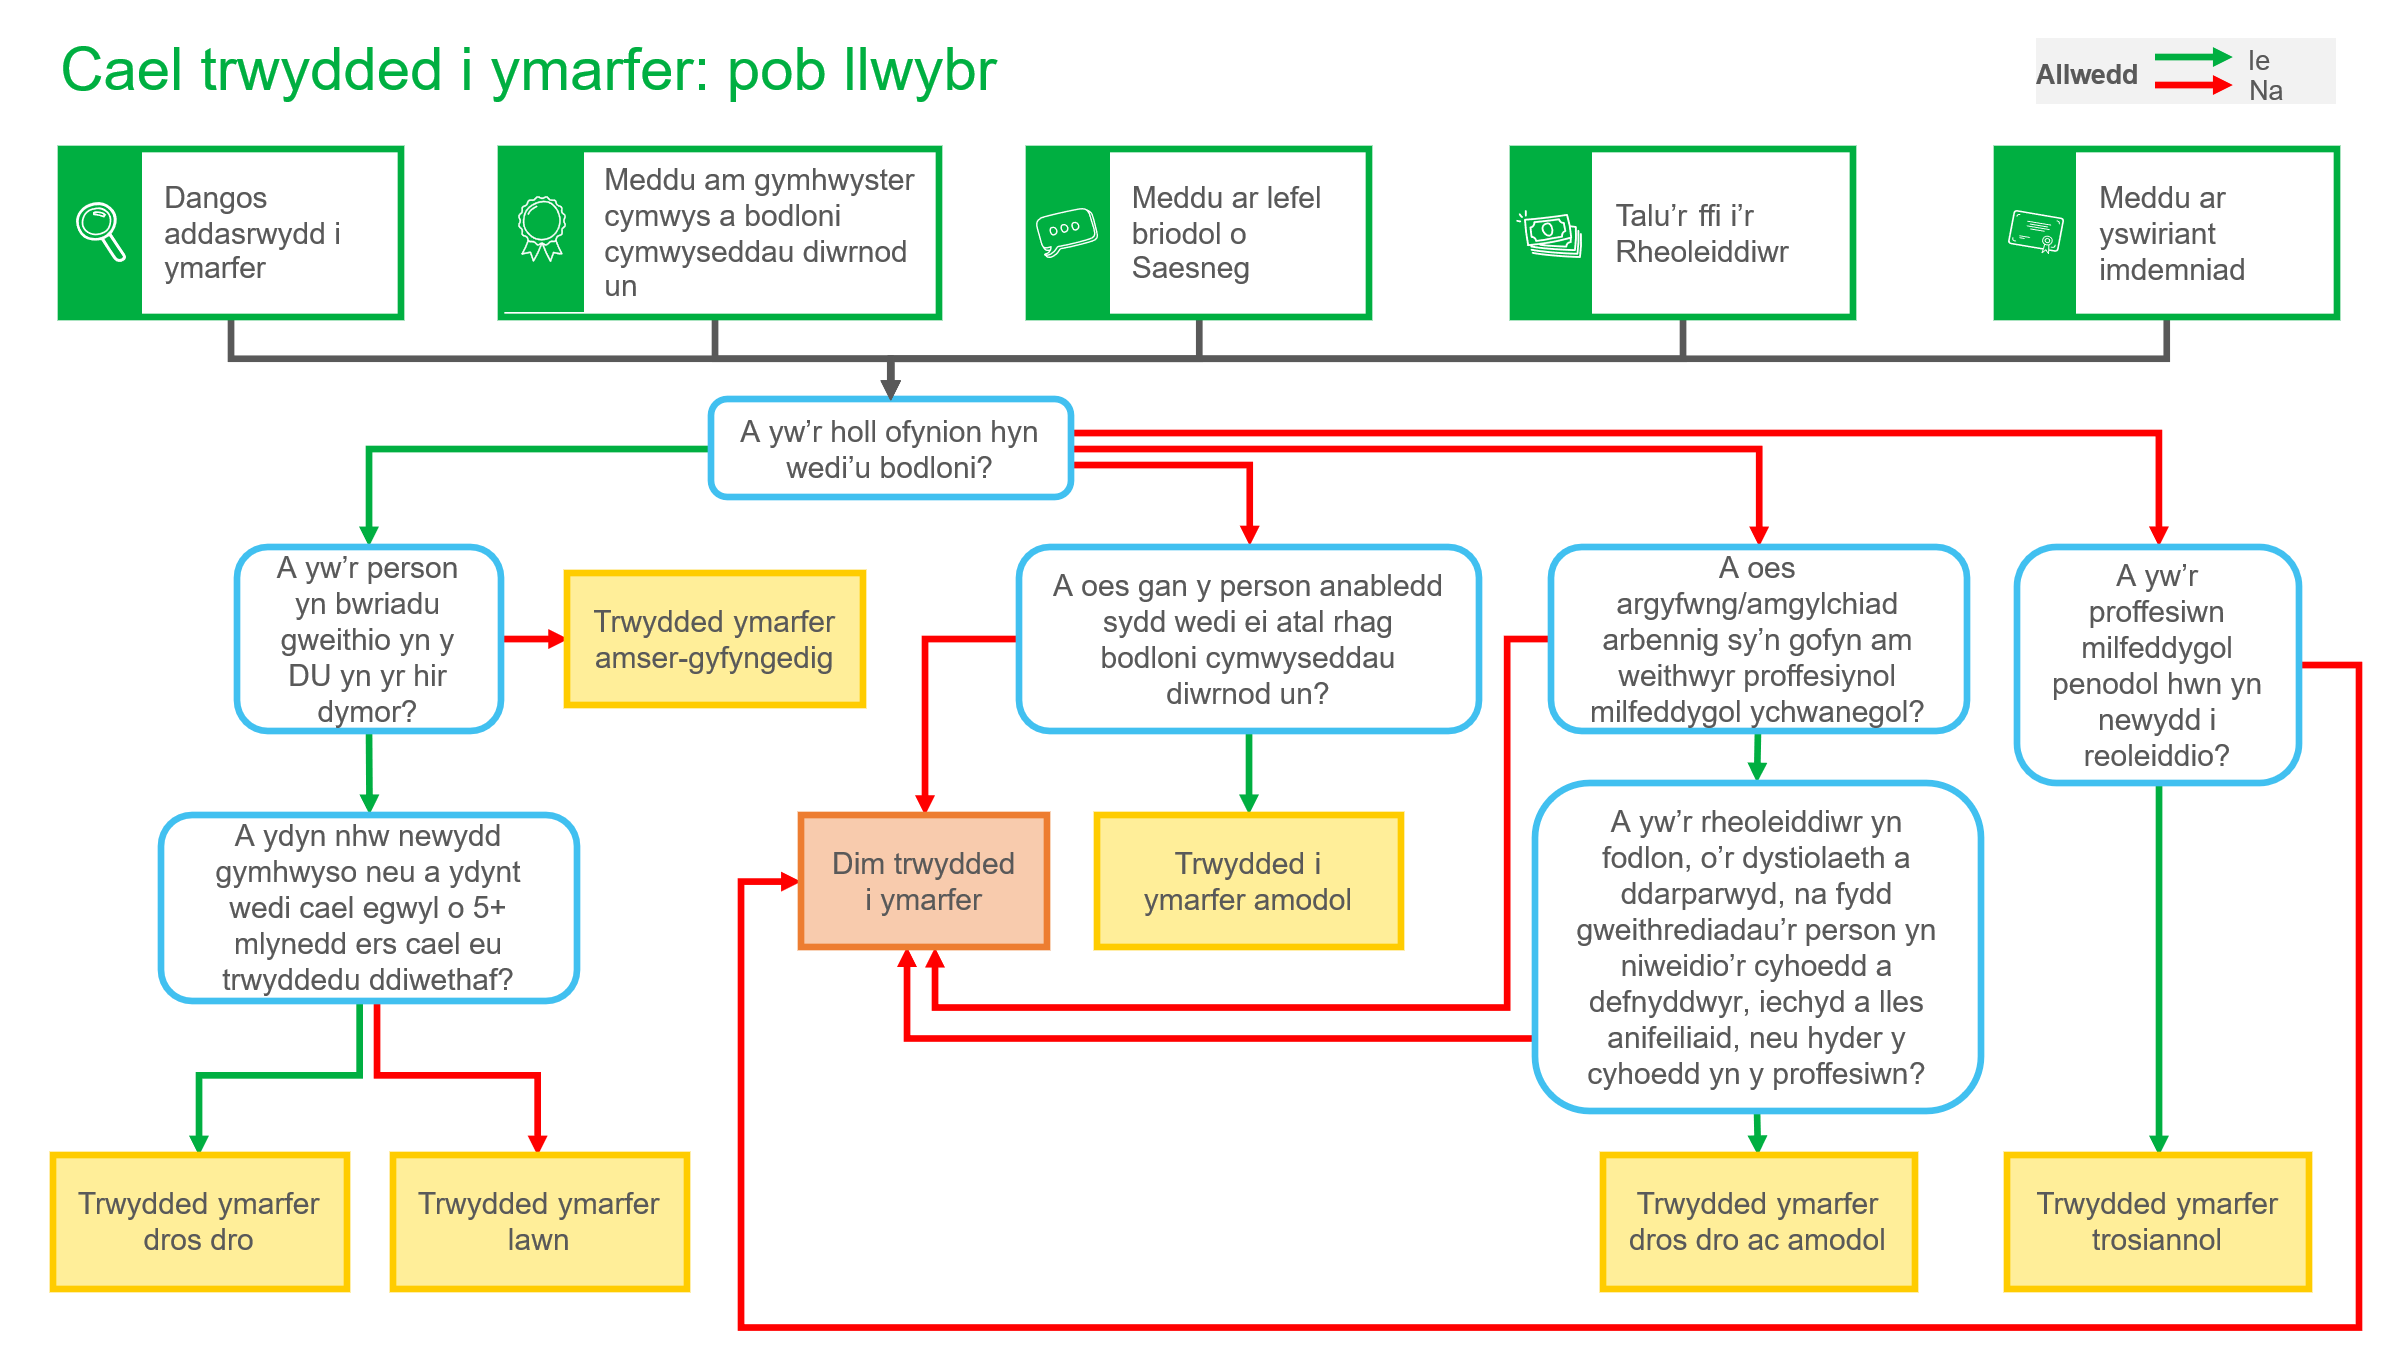 Cael trwydded i ymarfer: pob llwybr
Allwedd
Ie
Na
Dangos
addasrwydd i
ymarfer
Meddu am gymhwyster
cymwys a bodloni
cymwyseddau diwrnod
un
Meddu ar lefel
briodol o
Saesneg
Talu’r ffi i’r
Rheoleiddiwr
Meddu ar
yswiriant
imdemniad
A yw’r holl ofynion hyn
wedi’u bodloni?
A yw’r person
yn bwriadu
gweithio yn y
DU yn yr hir
dymor?
Trwydded ymarfer
amser-gyfyngedig
A oes gan y person anabledd
sydd wedi ei atal rhag
bodloni cymwyseddau
diwrnod un?
A oes
argyfwng/amgylchiad
arbennig sy’n gofyn am
weithwyr proffesiynol
milfeddygol ychwanegol?
A yw’r
proffesiwn
milfeddygol
penodol hwn yn
newydd i
reoleiddio?
A ydyn nhw newydd
gymhwyso neu a ydynt
wedi cael egwyl o 5+
mlynedd ers cael eu
trwyddedu ddiwethaf?
Dim trwydded
i ymarfer
Trwydded i
ymarfer amodol
A yw’r rheoleiddiwr yn
fodlon, o’r dystiolaeth a
ddarparwyd, na fydd
gweithrediadau’r person yn
niweidio’r cyhoedd a
defnyddwyr, iechyd a lles
anifeiliaid, neu hyder y
cyhoedd yn y proffesiwn?
Trwydded ymarfer
dros dro
Trwydded ymarfer
lawn
Trwydded ymarfer
dros dro ac amodol
Trwydded ymarfer
trosiannol